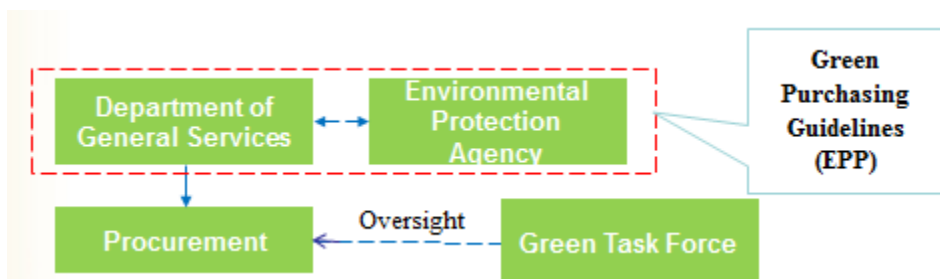 Department of
General Services
Environmental
Protection
Agency
Green
Purchasing
Guidelines
(EPP)
Procurement
Oversight
Green Task Force